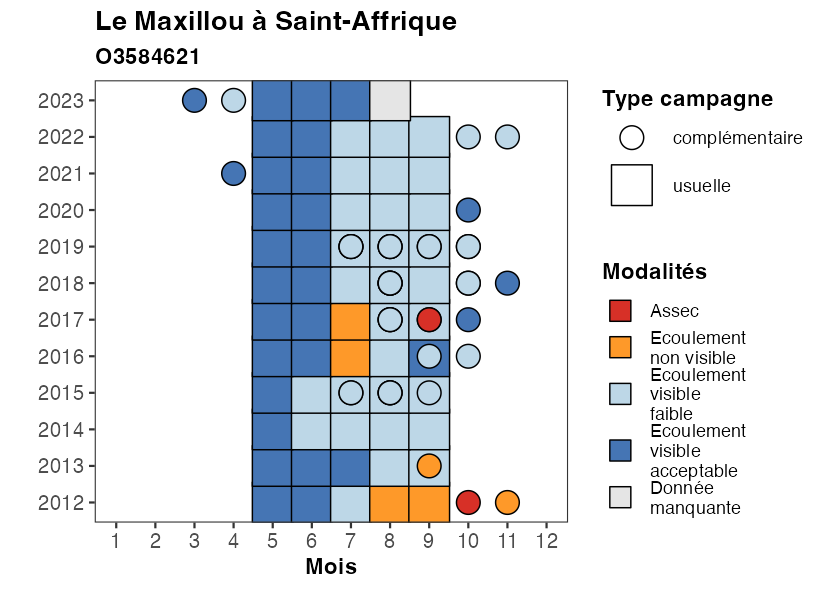 Le Maxillou à Saint-Affrique
O3584621
2023
2022
2021
2020
2019
2018
2017
2016
2015
2014
2013
2012
1 2 3 4 5 6 7 8 9 10 11 12
Mois
Type campagne
complémentaire
usuelle
Modalités
Assec
Ecoulement
non visible
Ecoulement
visible
faible
Ecoulement
visible
acceptable
Donnée
manquante